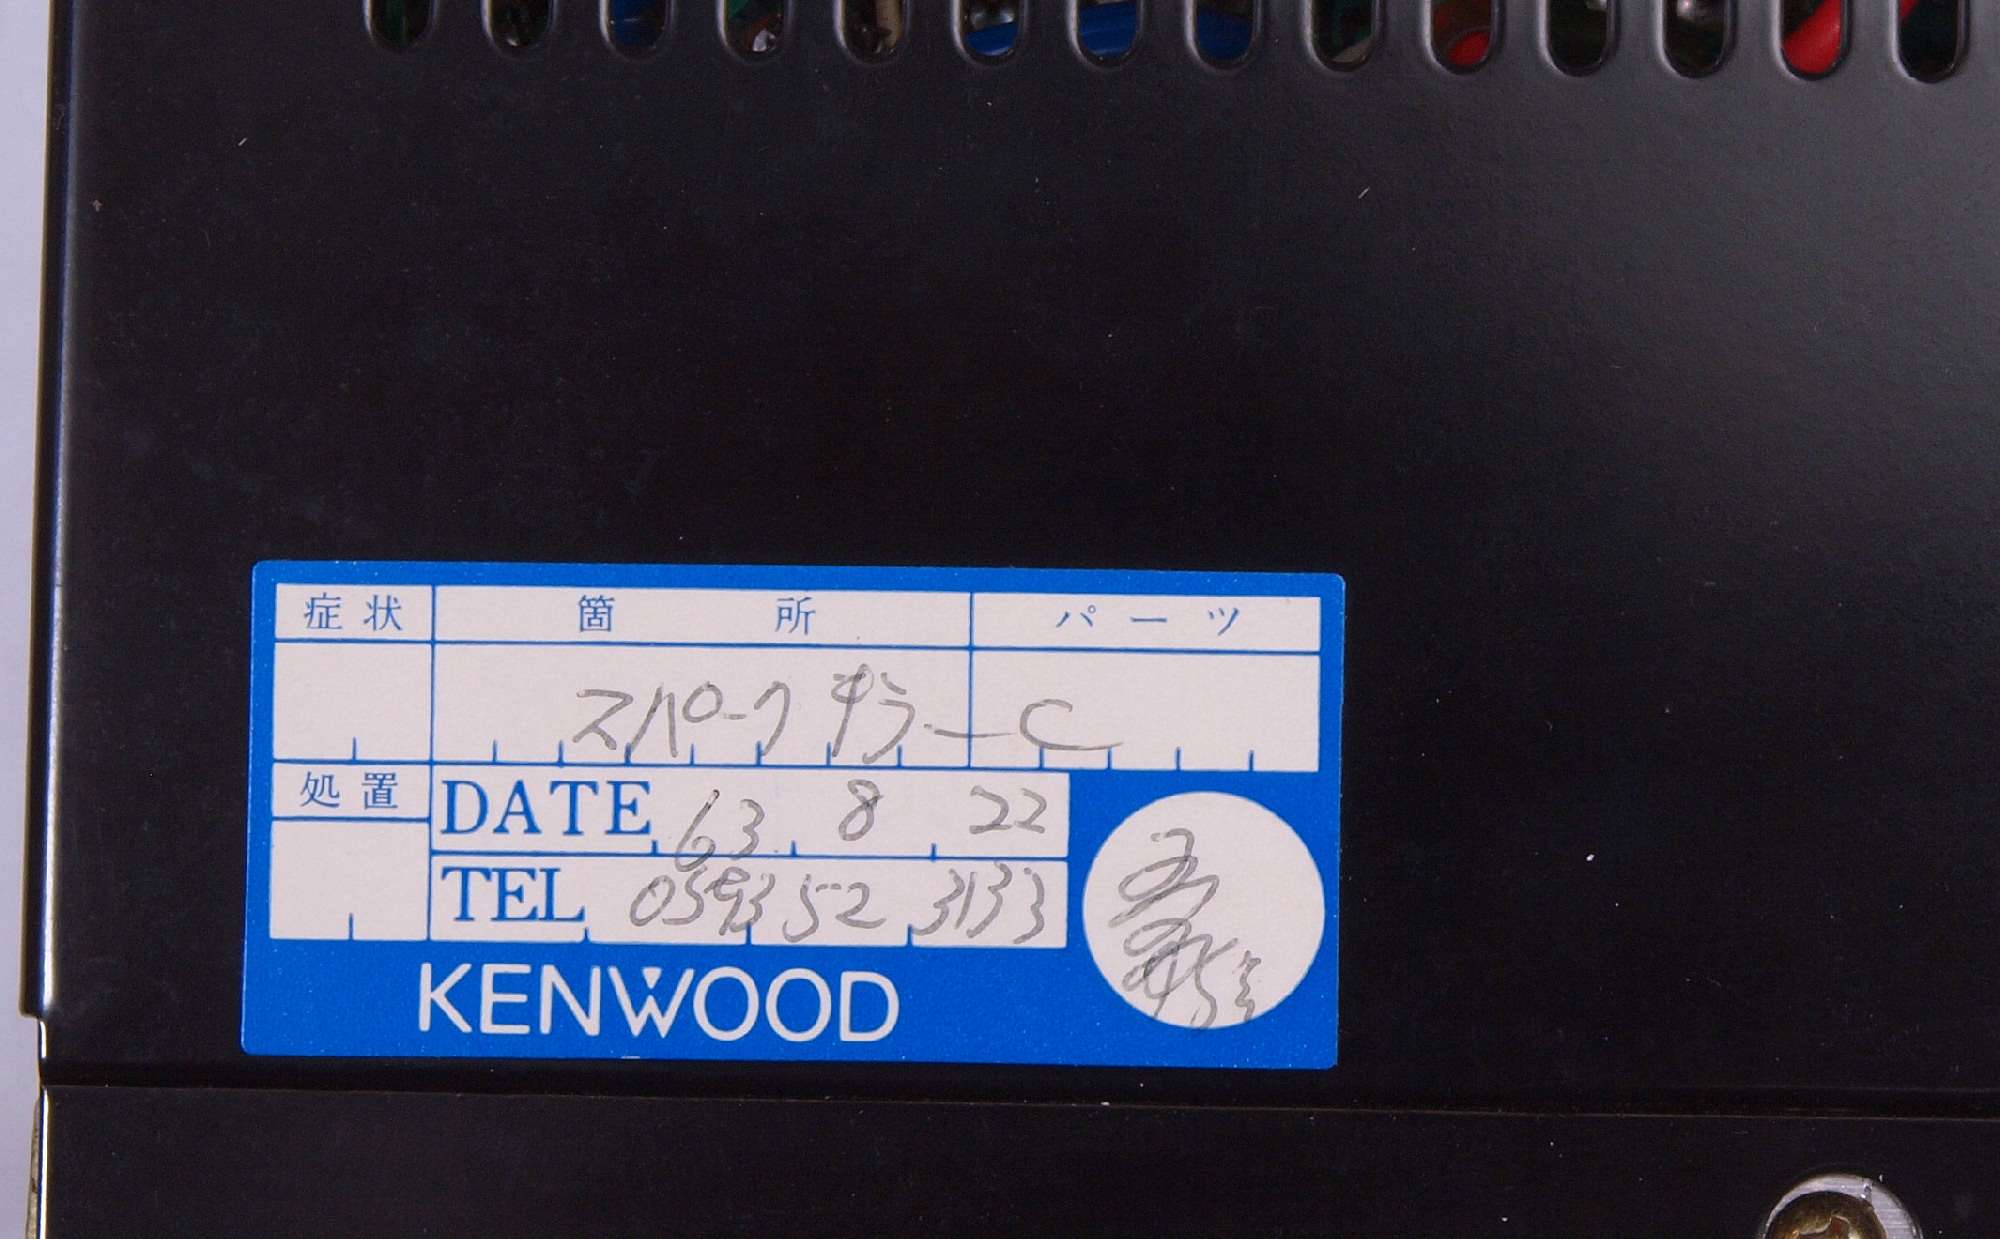 症状 箇所 パーツ
スパークキラーC
処置 DATE 63 8 22
TEL 0593 52 3133
KENWOOD